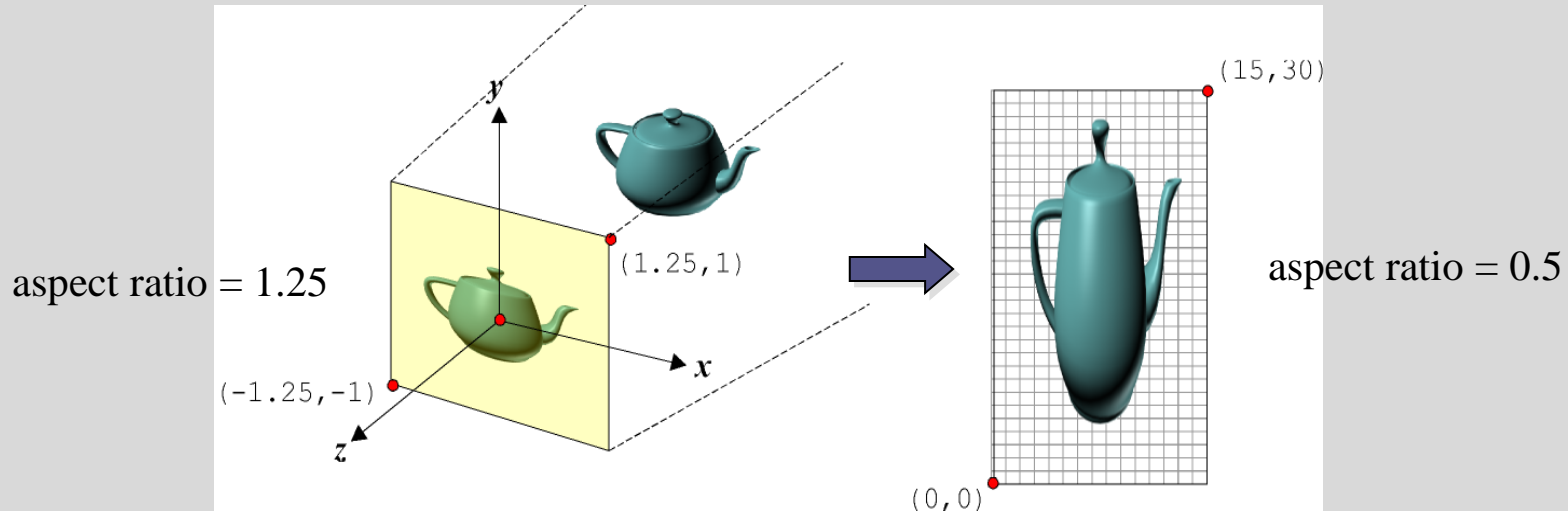 (15,30)
y
(1.25,1)
aspect ratio = 1.25
aspect ratio = 0.5
x
(-1.25,-1)
z
(0,0)